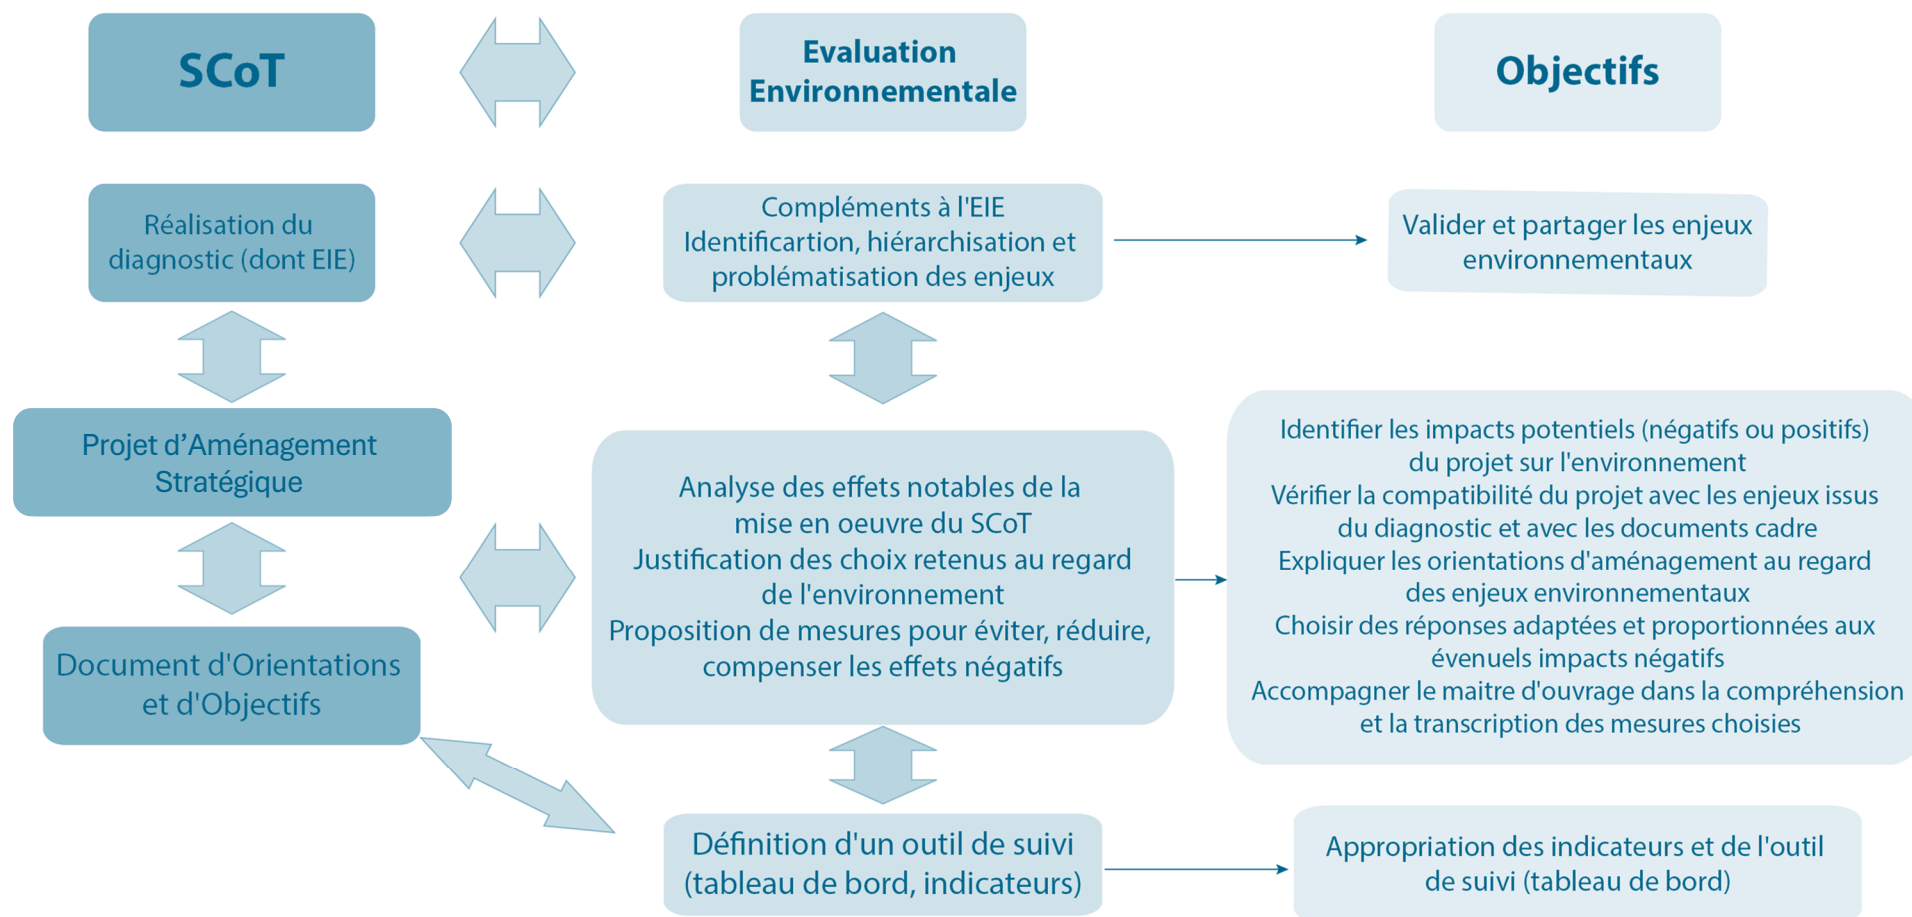 SCoT
Evaluation
Environnementale
Objectifs
Réalisation du
diagnostic (dont EIE)
Compléments à l'EIE
Identificartion, hiérarchisation et
problématisation des enjeux
Valider et partager les enjeux
environnementaux
Projet d’Aménagement
Stratégique
Analyse des effets notables de la
mise en oeuvre du SCoT
Justification des choix retenus au regard
de l'environnement
Proposition de mesures pour éviter, réduire,
compenser les effets négatifs
Identifier les impacts potentiels (négatifs ou positifs)
du projet sur l'environnement
Vérifier la compatibilité du projet avec les enjeux issus
du diagnostic et avec les documents cadre
Expliquer les orientations d'aménagement au regard
des enjeux environnementaux
Choisir des réponses adaptées et proportionnées aux
évenuels impacts négatifs
Accompagner le maitre d'ouvrage dans la compréhension
et la transcription des mesures choisies
Document d'Orientations
et d'Objectifs
Définition d'un outil de suivi
(tableau de bord, indicateurs)
Appropriation des indicateurs et de l'outil
de suivi (tableau de bord)